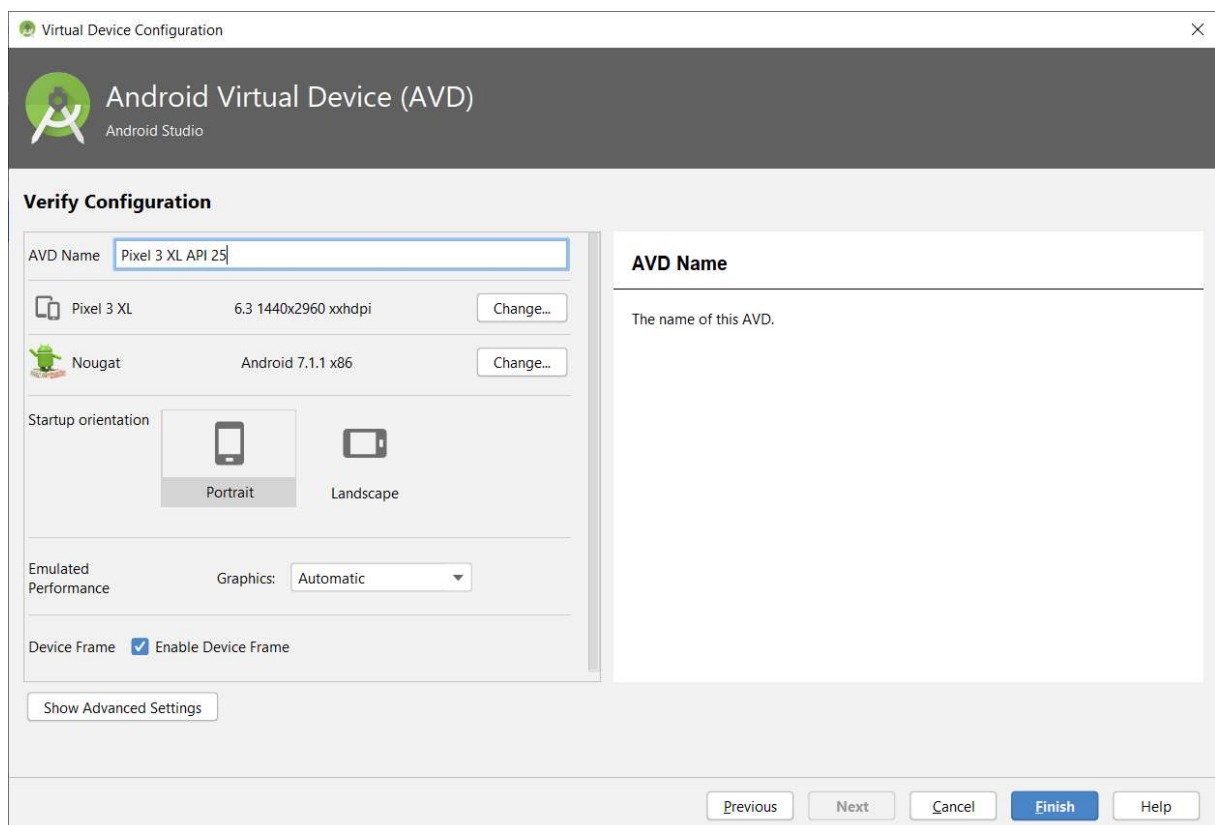 Virtual Device Configuration
Android Virtual Device (AVD)
Android Studio
Verify Configuration
AVD Name Pixel 3 XL API 25
Pixel 3 XL 6.3 1440x2960 xxhdpi Change...
Nougat Android 7.1.1 x86 Change...
Startup orientation
Portrait Landscape
Emulated
Performance
Graphics: Automatic
Device Frame Enable Device Frame
Show Advanced Settings
AVD Name
The name of this AVD.
Previous Next Cancel Finish Help